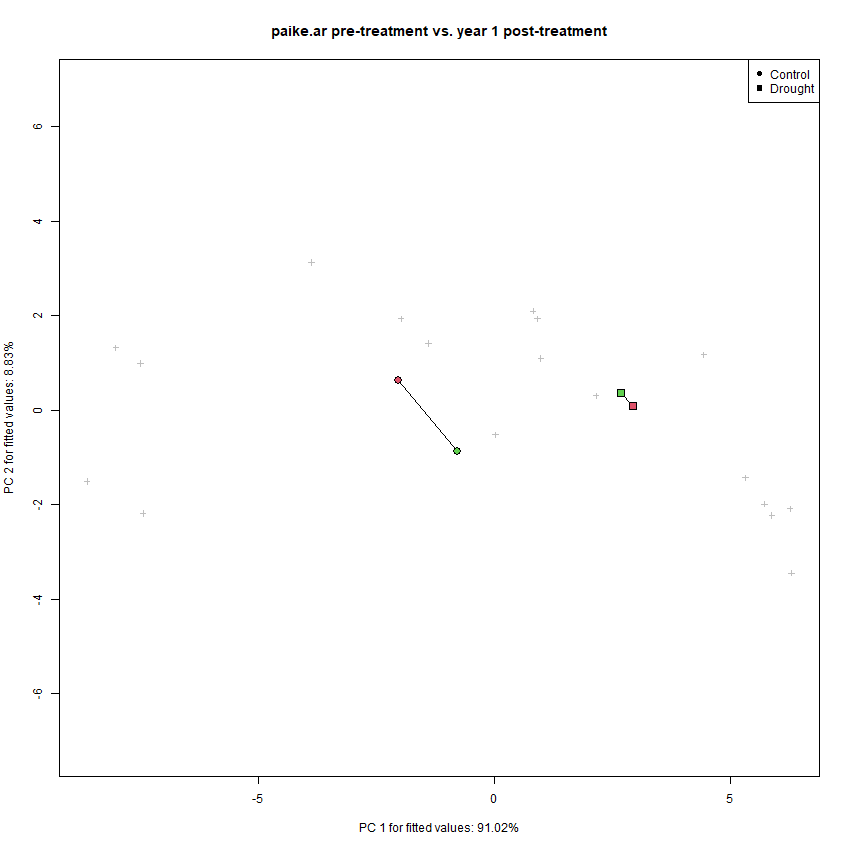 paike.ar pre-treatment vs. year 1 post-treatment
Control
Drought
6
4
2
0
-2
-4
-6
PC 2 for fitted values: 8.83%
-5
0
5
PC 1 for fitted values: 91.02%